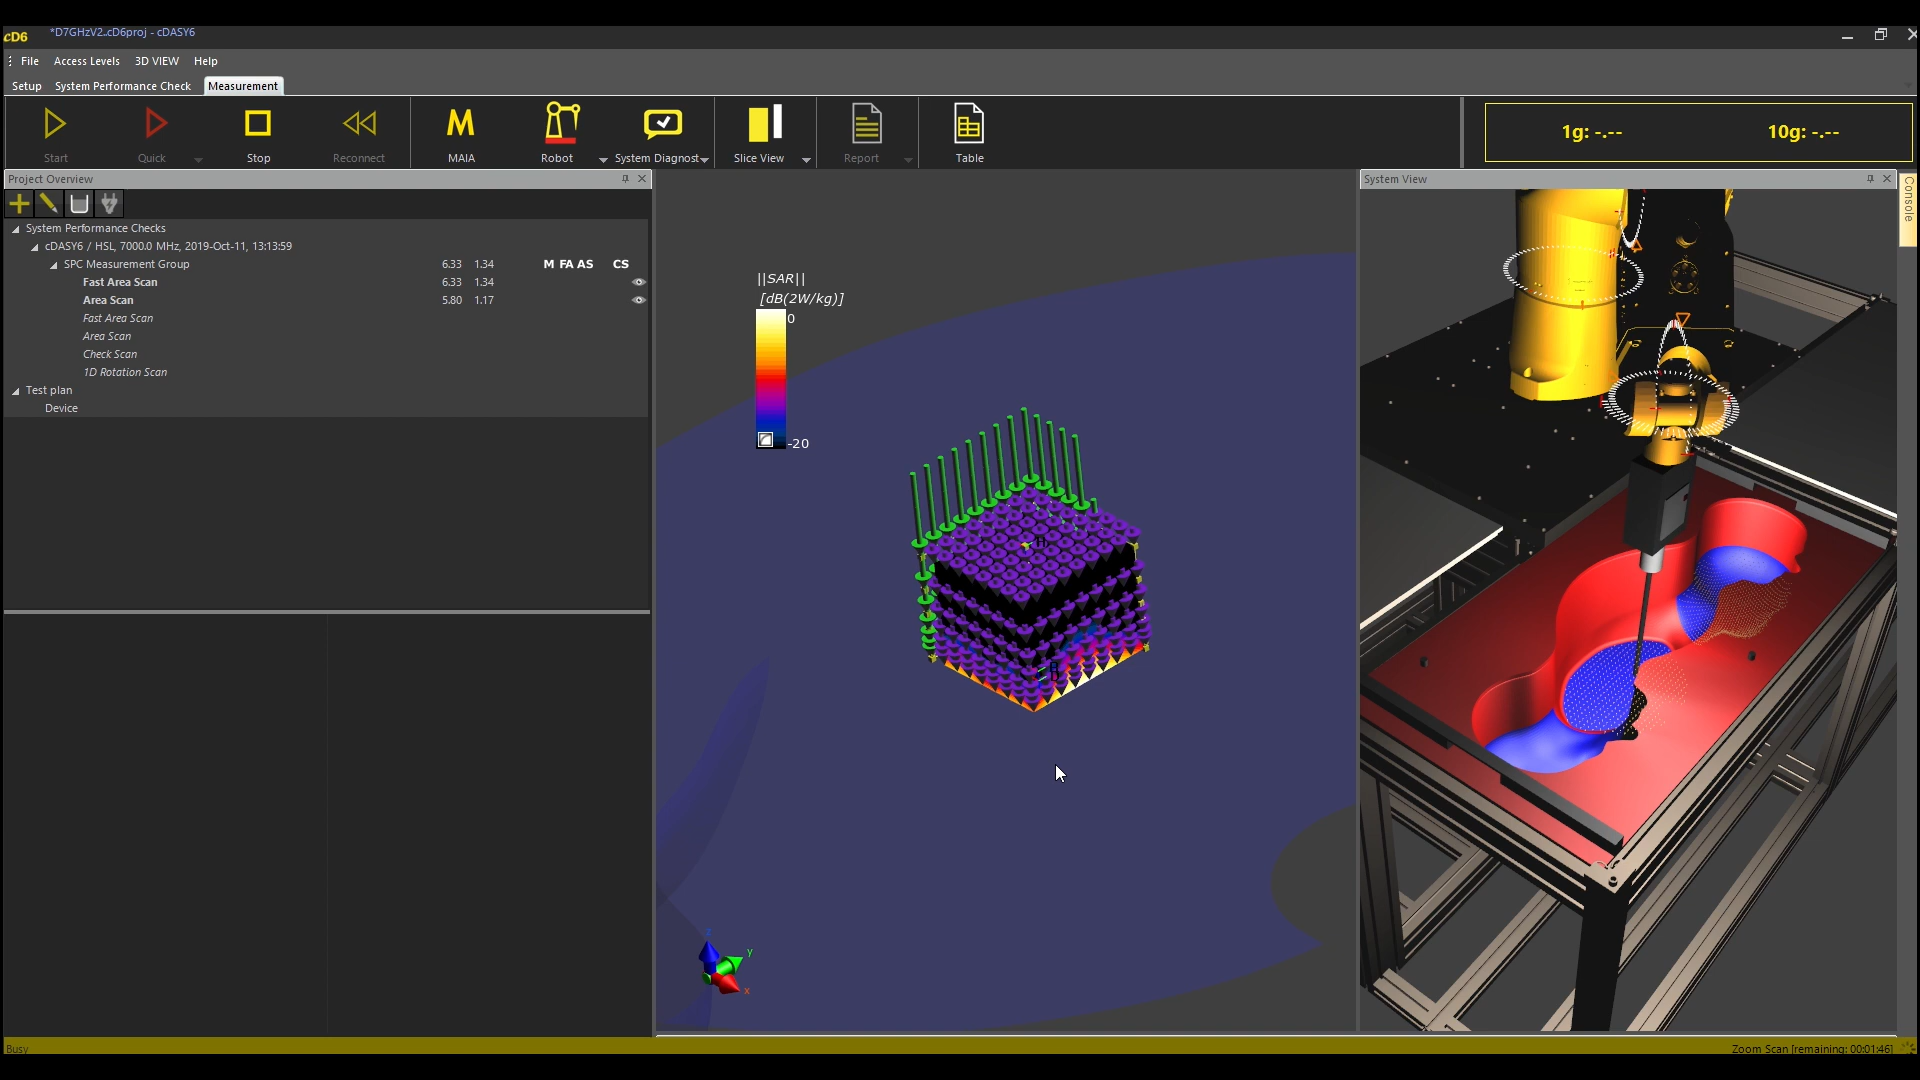 cD6 *D7GHzV2..cD6proj - cDASY6
File Access Levels 3D VIEW Help
Setup System Performance Check Measurement
Start Quick Stop Reconnect MAIA Robot System Diagnost Slice View Report Table
M
1g: -.-- 10g: -.--
Project Overview
System Performance Checks
cDASY6 / HSL, 7000.0 MHz, 2019-Oct-11, 13:13:59
SPC Measurement Group 6.33 1.34 M FA AS CS
Fast Area Scan 6.33 1.34
Area Scan 5.80 1.17
Fast Area Scan
Area Scan
Check Scan
1D Rotation Scan
Test plan
Device
||SAR||
[dB(2W/kg)]
0
-20
H
z
Y
x
System View
Console
Busy
Zoom Scan [remaining: 00:01:46]